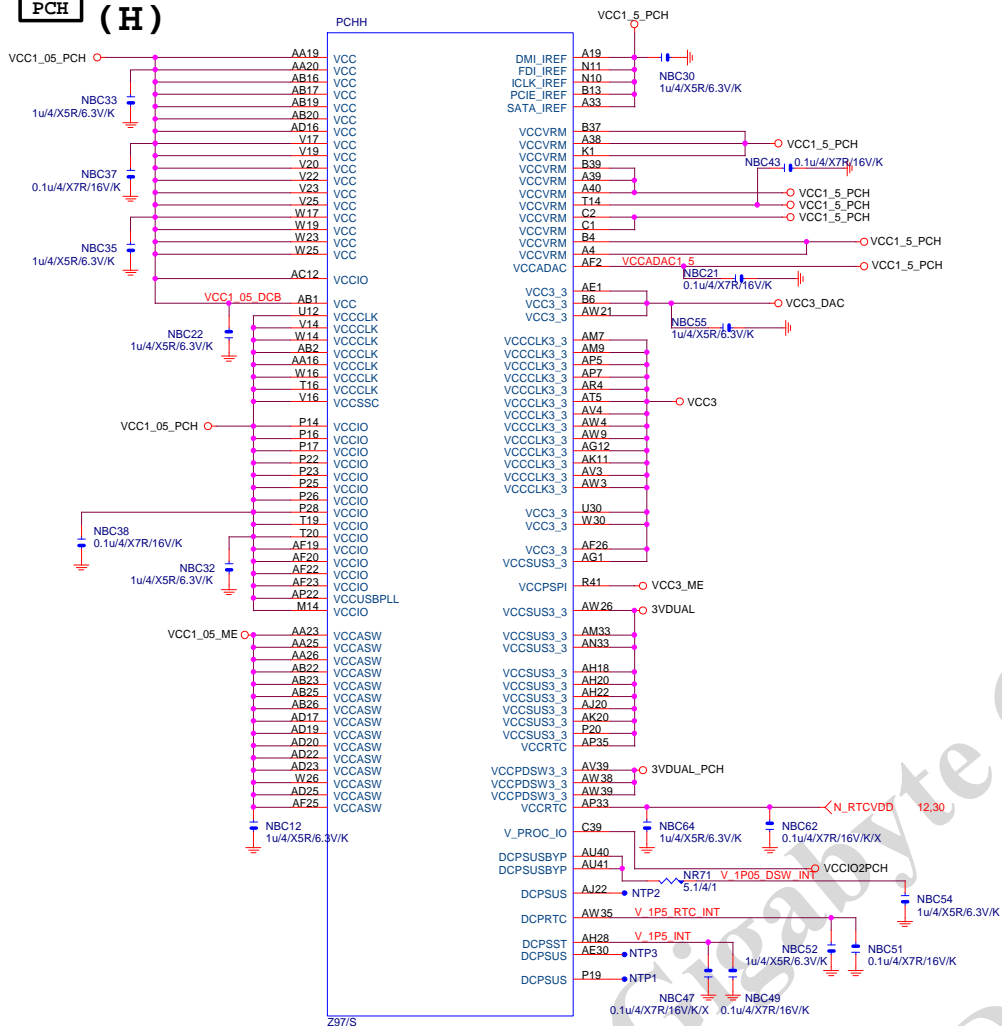 PCH
(H)
PCHH
VCC1_5_PCH
VCC1_05_PCH
AA19 VCC
AA20 VCC
AB16 VCC
AB17 VCC
AB19 VCC
AB20 VCC
AD16 VCC
V17 VCC
V19 VCC
V20 VCC
V22 VCC
V23 VCC
V25 VCC
W17 VCC
W19 VCC
W23 VCC
W25 VCC
AC12 VCCIO
VCC1_05_DCB AB1 VCC
U12 VCCCLK
V14 VCCCLK
W14 VCCCLK
AB2 VCCCLK
AA16 VCCCLK
W16 VCCCLK
T16 VCCCLK
V16 VCCSSC
VCC1_05_PCH
P14 VCCIO
P16 VCCIO
P17 VCCIO
P22 VCCIO
P23 VCCIO
P25 VCCIO
P26 VCCIO
P28 VCCIO
T19 VCCIO
T20 VCCIO
AF19 VCCIO
AF20 VCCIO
AF22 VCCIO
AF23 VCCIO
AP22 VCCUSBPLL
M14 VCCIO
VCC1_05_ME
AA23 VCCASW
AA25 VCCASW
AA26 VCCASW
AB22 VCCASW
AB23 VCCASW
AB25 VCCASW
AB26 VCCASW
AD17 VCCASW
AD19 VCCASW
AD20 VCCASW
AD22 VCCASW
AD23 VCCASW
W26 VCCASW
AD25 VCCASW
AF25 VCCASW
NBC33
1u/4/X5R/6.3V/K
NBC37
0.1u/4/X7R/16V/K
NBC35
1u/4/X5R/6.3V/K
NBC22
1u/4/X5R/6.3V/K
NBC38
0.1u/4/X7R/16V/K
NBC32
1u/4/X5R/6.3V/K
NBC12
1u/4/X5R/6.3V/K
DMI_IREF A19
FDI_IREF N11
ICLK_IREF N10
PCIE_IREF B13
SATA_IREF A33
NBC30
1u/4/X5R/6.3V/K
VCCVRM B37
VCCVRM A38
VCCVRM K1
VCCVRM B39
VCCVRM A39
VCCVRM A40
VCCVRM T14
VCCVRM C2
VCCVRM C1
VCCVRM B4
VCCVRM A4
VCCADAC AF2 VCCADAC1_5
VCC1_5_PCH
NBC43 0.1u/4/X7R/16V/K
VCC1_5_PCH
VCC1_5_PCH
VCC1_5_PCH
VCC1_5_PCH
VCC1_5_PCH
NBC21
0.1u/4/X7R/16V/K
VCC3_3 AE1
VCC3_3 B6
VCC3_3 AW21
VCC3_DAC
NBC55
1u/4/X5R/6.3V/K
VCCCLK3_3 AM7
VCCCLK3_3 AM9
VCCCLK3_3 AP5
VCCCLK3_3 AP7
VCCCLK3_3 AR4
VCCCLK3_3 AT5
VCCCLK3_3 AV4
VCCCLK3_3 AW4
VCCCLK3_3 AW9
VCCCLK3_3 AG12
VCCCLK3_3 AK11
VCCCLK3_3 AV3
VCCCLK3_3 AW3
VCC3
VCC3_3 U30
VCC3_3 W30
VCC3_3 AF26
VCCSUS3_3 AG1
VCCPSPI R41 VCC3_ME
VCCSUS3_3 AW26 3VDUAL
VCCSUS3_3 AM33
VCCSUS3_3 AN33
VCCSUS3_3 AH18
VCCSUS3_3 AH20
VCCSUS3_3 AH22
VCCSUS3_3 AJ20
VCCSUS3_3 AK20
VCCSUS3_3 P20
VCCRTC AP35
VCCPDSW3_3 AV39 3VDUAL_PCH
VCCPDSW3_3 AW38
VCCPDSW3_3 AW39
VCCRTC AP33 N_RTCVDD 12,30
NBC64
1u/4/X5R/6.3V/K
NBC62
0.1u/4/X7R/16V/K/X
V_PROC_IO C39
VCCIO2PCH
DCPSUSBYP AU40
DCPSUSBYP AU41
NR71 V_1P05_DSW_INT
5.1/4/1
NBC54
1u/4/X5R/6.3V/K
DCPSUS AJ22 NTP2
DCPRTC AW35 V_1P5_RTC_INT
DCPSST AH28 V_1P5_INT
DCPSUS AE30 NTP3
DCPSUS P19 NTP1
NBC52
1u/4/X5R/6.3V/K
NBC51
0.1u/4/X7R/16V/K
NBC47
0.1u/4/X7R/16V/K/X
NBC49
0.1u/4/X7R/16V/K
Z97/S
Gigabyte